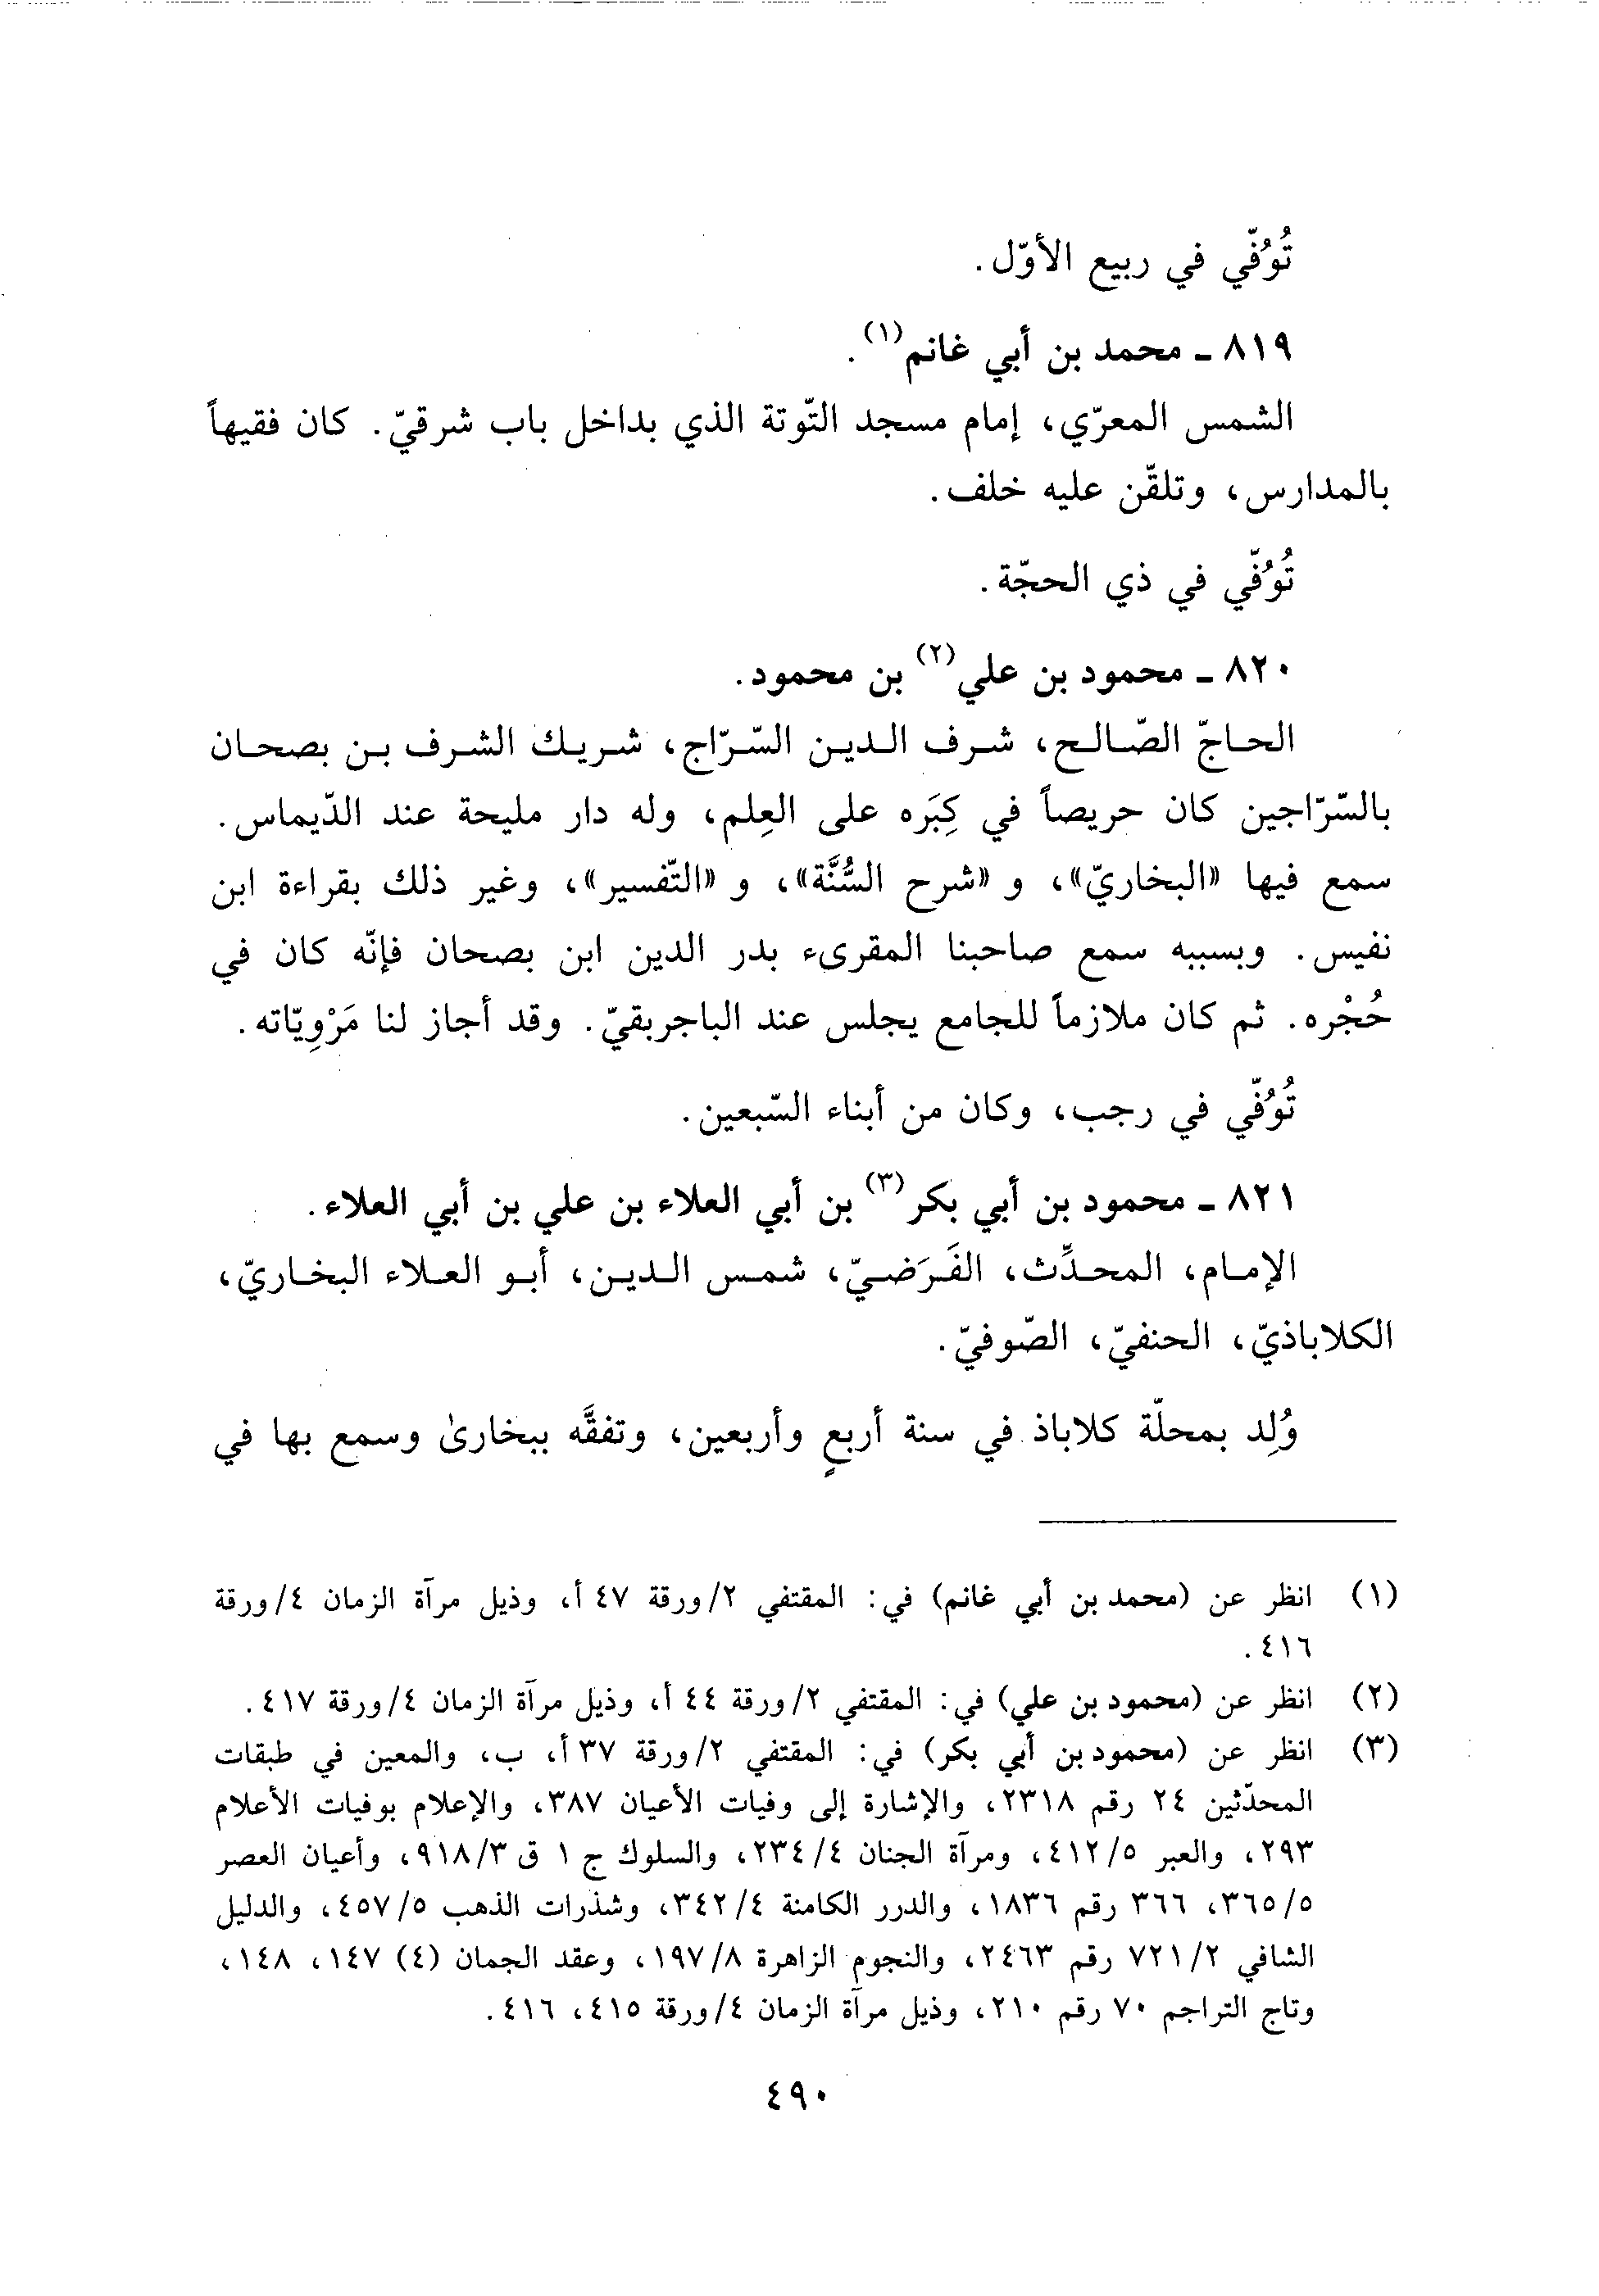 تُوُفّي في ربيع الأوّل.
٨١٩ ـ محمد بن أبي غانم(١).
الشمس المعرّي، إمام مسجد التّوتة الذي بداخل باب شرقيّ. كان فقيهاً
بالمدارس، وتلقّن عليه خلف.
تُوُفّي في ذي الحجّة.
٨٢٠ ـ محمود بن علي(٢) بن محمود.
الحاجّ الصّالح، شرف الدين السّرّاج، شريك الشرف بن بصحان
بالسّرّاجين كان حريصاً في كِبَره على العِلم، وله دار مليحة عند الدّيماس.
سمع فيها «البخاريّ»، و «شرح السُّنَّة»، و «التّفسير»، وغير ذلك بقراءة ابن
نفيس. وبسببه سمع صاحبنا المقرىء بدر الدين ابن بصحان فإنّه كان في
حُجْره. ثم كان ملازماً للجامع يجلس عند الباجربقيّ. وقد أجاز لنا مَرْوِيّاته.
تُوُفّي في رجب، وكان من أبناء السّبعين.
٨٢١ ـ محمود بن أبي بكر(٣) بن أبي العلاء بن علي بن أبي العلاء.
الإمام، المحدِّث، الفَرَضيّ، شمس الدين، أبو العلاء البخاريّ،
الكلاباذيّ، الحنفيّ، الصّوفيّ.
وُلِد بمحلّة كلاباذ في سنة أربعٍ وأربعين، وتفقَّه ببخارىٰ وسمع بها في
(١) انظر عن (محمد بن أبي غانم) في: المقتفي ٢/ورقة ٤٧ أ، وذيل مرآة الزمان ٤/ورقة
٤١٦.
(٢) انظر عن (محمود بن علي) في: المقتفي ٢/ورقة ٤٤ أ، وذيل مرآة الزمان ٤/ورقة ٤١٧.
(٣) انظر عن (محمود بن أبي بكر) في: المقتفي ٢/ورقة ٣٧ أ، ب، والمعين في طبقات
المحدّثين ٢٤ رقم ٢٣١٨، والإشارة إلى وفيات الأعيان ٣٨٧، والإعلام بوفيات الأعلام
٢٩٣، والعبر ٤١٢/٥، ومرآة الجنان ٢٣٤/٤، والسلوك ج ١ ق ٩١٨/٣، وأعيان العصر
٣٦٥/٥، ٣٦٦ رقم ١٨٣٦، والدرر الكامنة ٣٤٢/٤، وشذرات الذهب ٤٥٧/٥، والدليل
الشافي ٧٢١/٢ رقم ٢٤٦٣، والنجوم الزاهرة ١٩٧/٨، وعقد الجمان (٤) ١٤٧، ١٤٨،
وتاج التراجم ٧٠ رقم ٢١٠، وذيل مرآة الزمان ٤/ورقة ٤١٥، ٤١٦.
٤٩٠